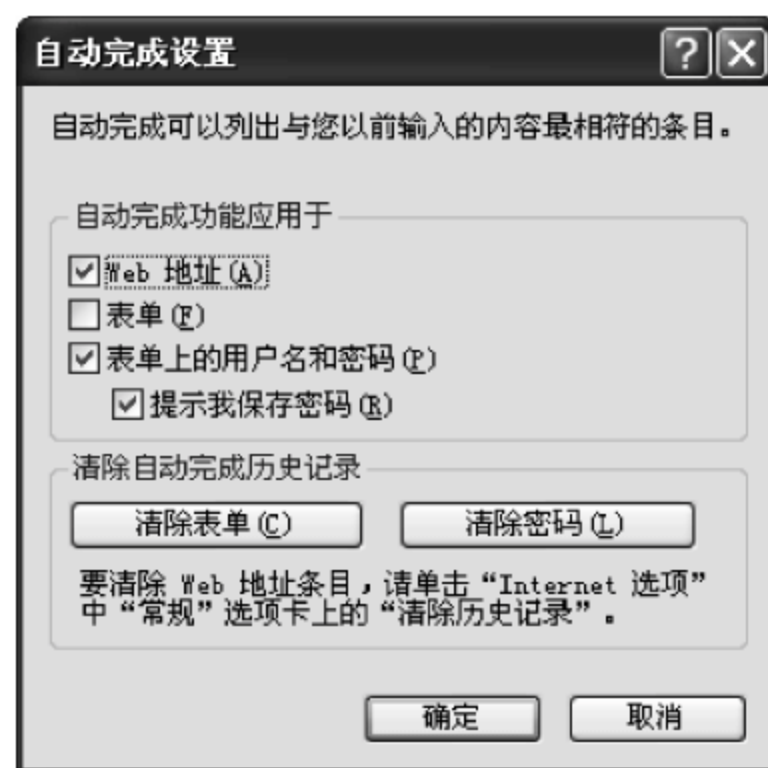 自动完成设置
自动完成可以列出与您以前输入的内容最相符的条目。
自动完成功能应用于
Web 地址(A)
表单(F)
表单上的用户名和密码(P)
提示我保存密码(R)
清除自动完成历史记录
清除表单(C) 清除密码(L)
要清除 Web 地址条目，请单击“Internet 选项”
中“常规”选项卡上的“清除历史记录”。
确定 取消